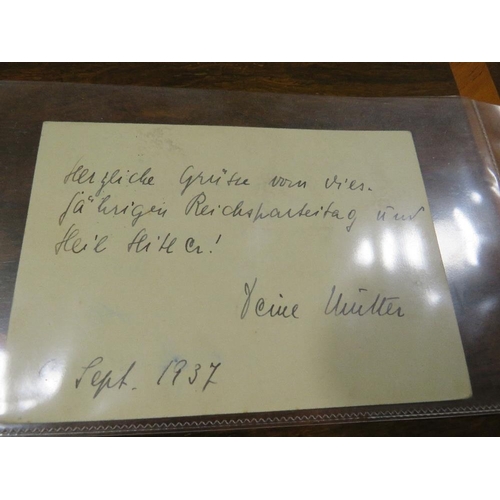 Herzliche Grüsse vom dies-
jährigen Reichsparteitag und
Heil Hitler!
Deine Mutter
Sept. 1937